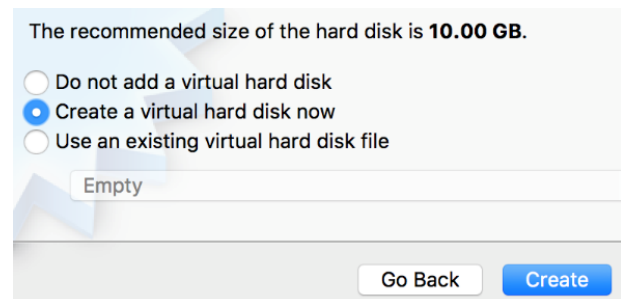 The recommended size of the hard disk is 10.00 GB.
Do not add a virtual hard disk
Create a virtual hard disk now
Use an existing virtual hard disk file
Empty
Go Back Create